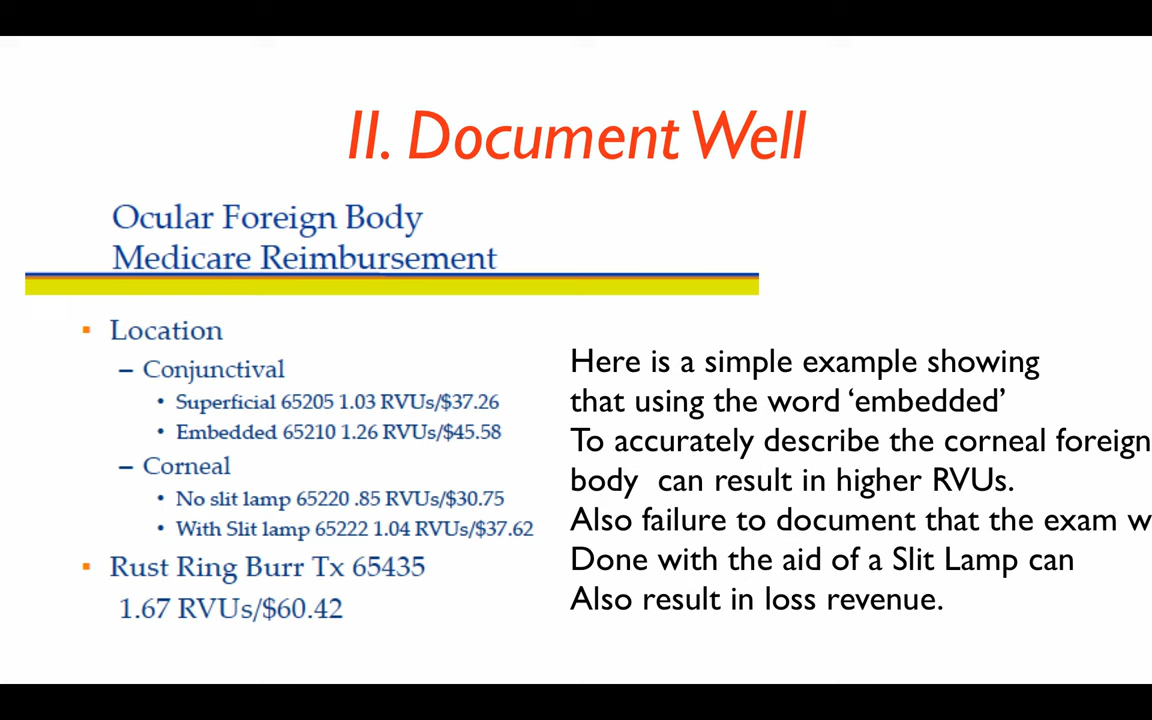 II. Document Well
Ocular Foreign Body
Medicare Reimbursement
▪ Location
– Conjunctival
• Superficial 65205 1.03 RVUs/$37.26
• Embedded 65210 1.26 RVUs/$45.58
– Corneal
• No slit lamp 65220 .85 RVUs/$30.75
• With Slit lamp 65222 1.04 RVUs/$37.62
▪ Rust Ring Burr Tx 65435
1.67 RVUs/$60.42
Here is a simple example showing
that using the word ‘embedded’
To accurately describe the corneal foreign
body can result in higher RVUs.
Also failure to document that the exam w
Done with the aid of a Slit Lamp can
Also result in loss revenue.